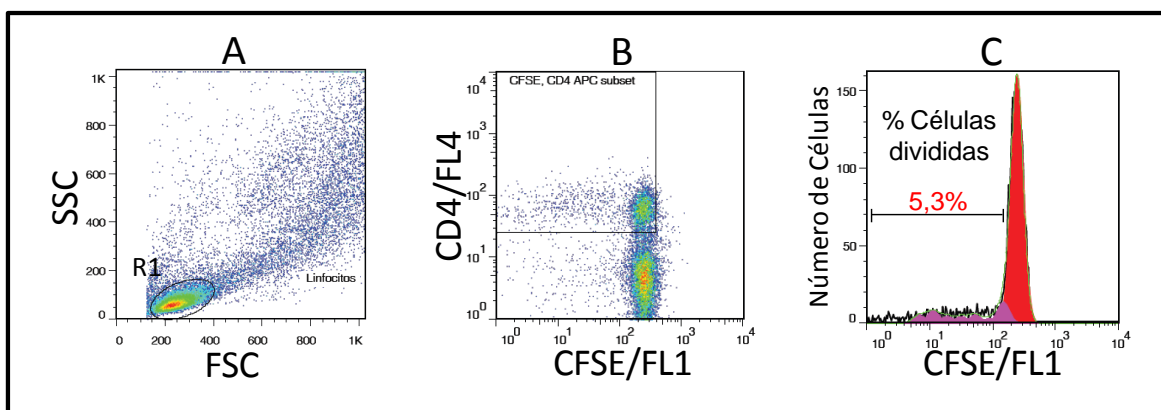 A
SSC
1K
800
600
400
200
0
R1
Linfocitos
0 200 400 600 800 1K
FSC
B
CFSE, CD4 APC subset
CD4/FL4
10^4
10^3
10^2
10^1
10^0
10^0 10^1 10^2 10^3 10^4
CFSE/FL1
C
Número de Células
150
100
50
0
% Células
divididas
5,3%
10^0 10^1 10^2 10^3 10^4
CFSE/FL1